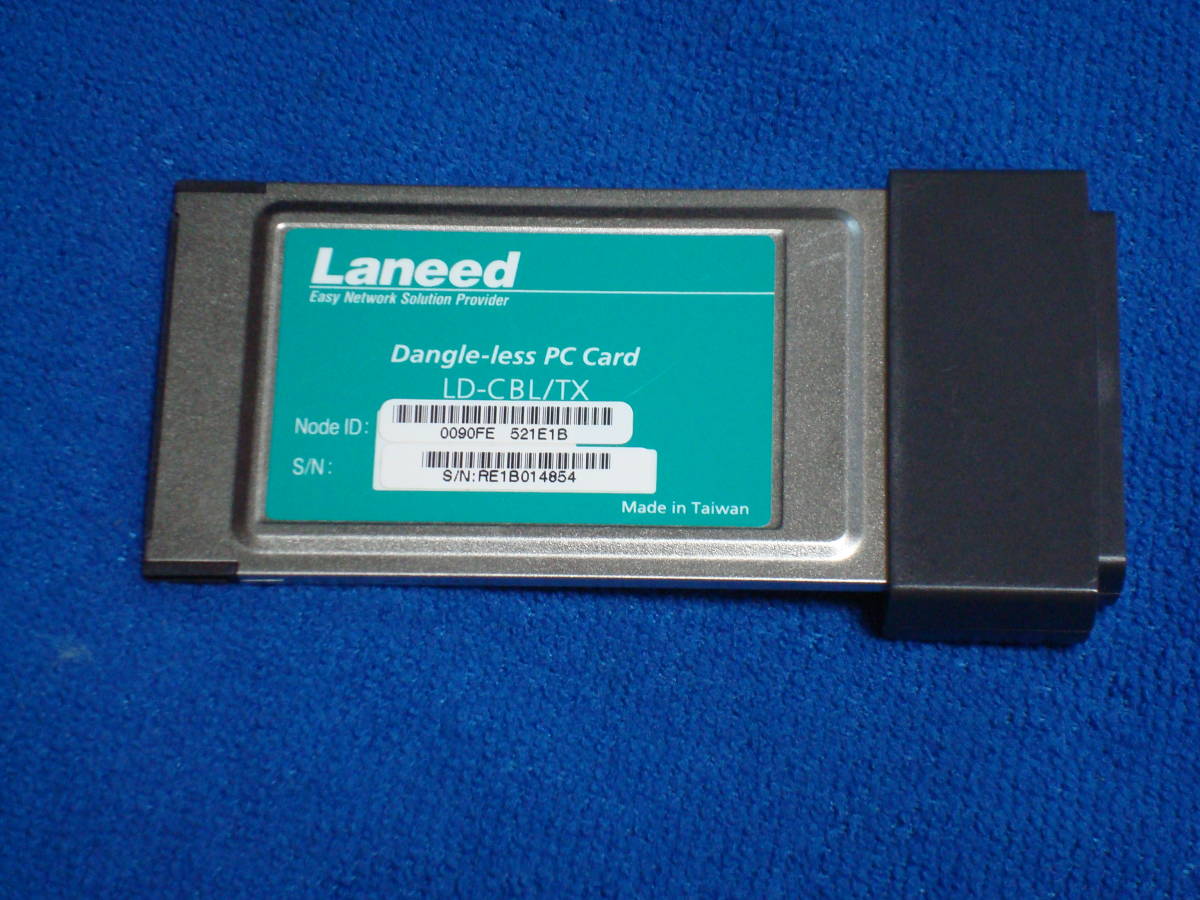 Laneed
Easy Network Solution Provider
Dangle-less PC Card
LD-CBL/TX
Node ID:
0090FE 521E1B
S/N:
S/N:RE1B014854
Made in Taiwan